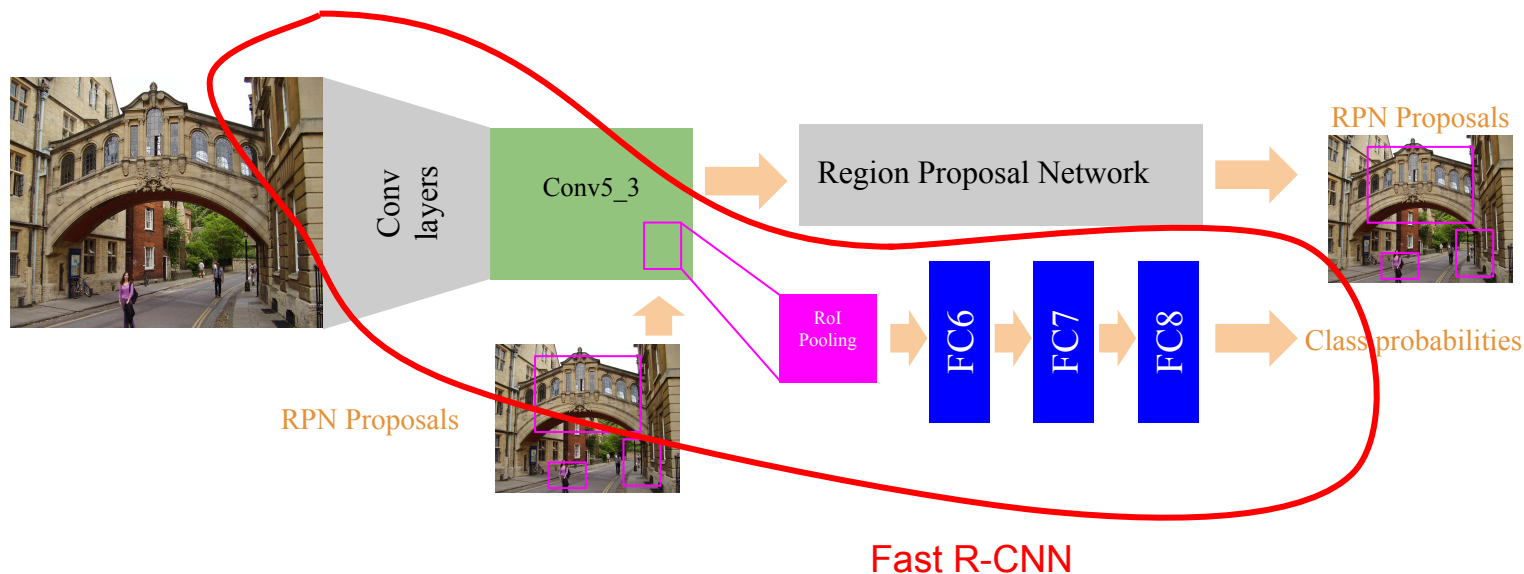 RPN Proposals
Conv
layers
Conv5_3
Region Proposal Network
RoI
Pooling
FC6
FC7
FC8
Class probabilities
RPN Proposals
Fast R-CNN